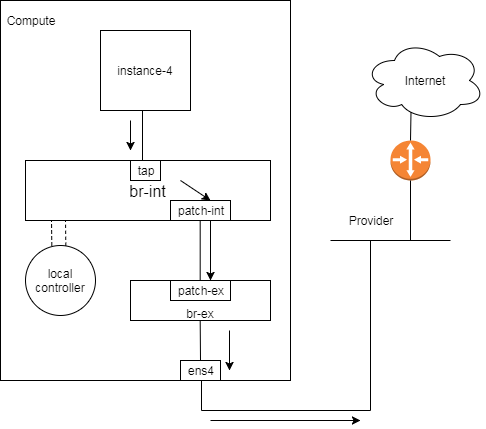 Compute
instance-4
Internet
tap
br-int
patch-int
Provider
local
controller
patch-ex
br-ex
ens4